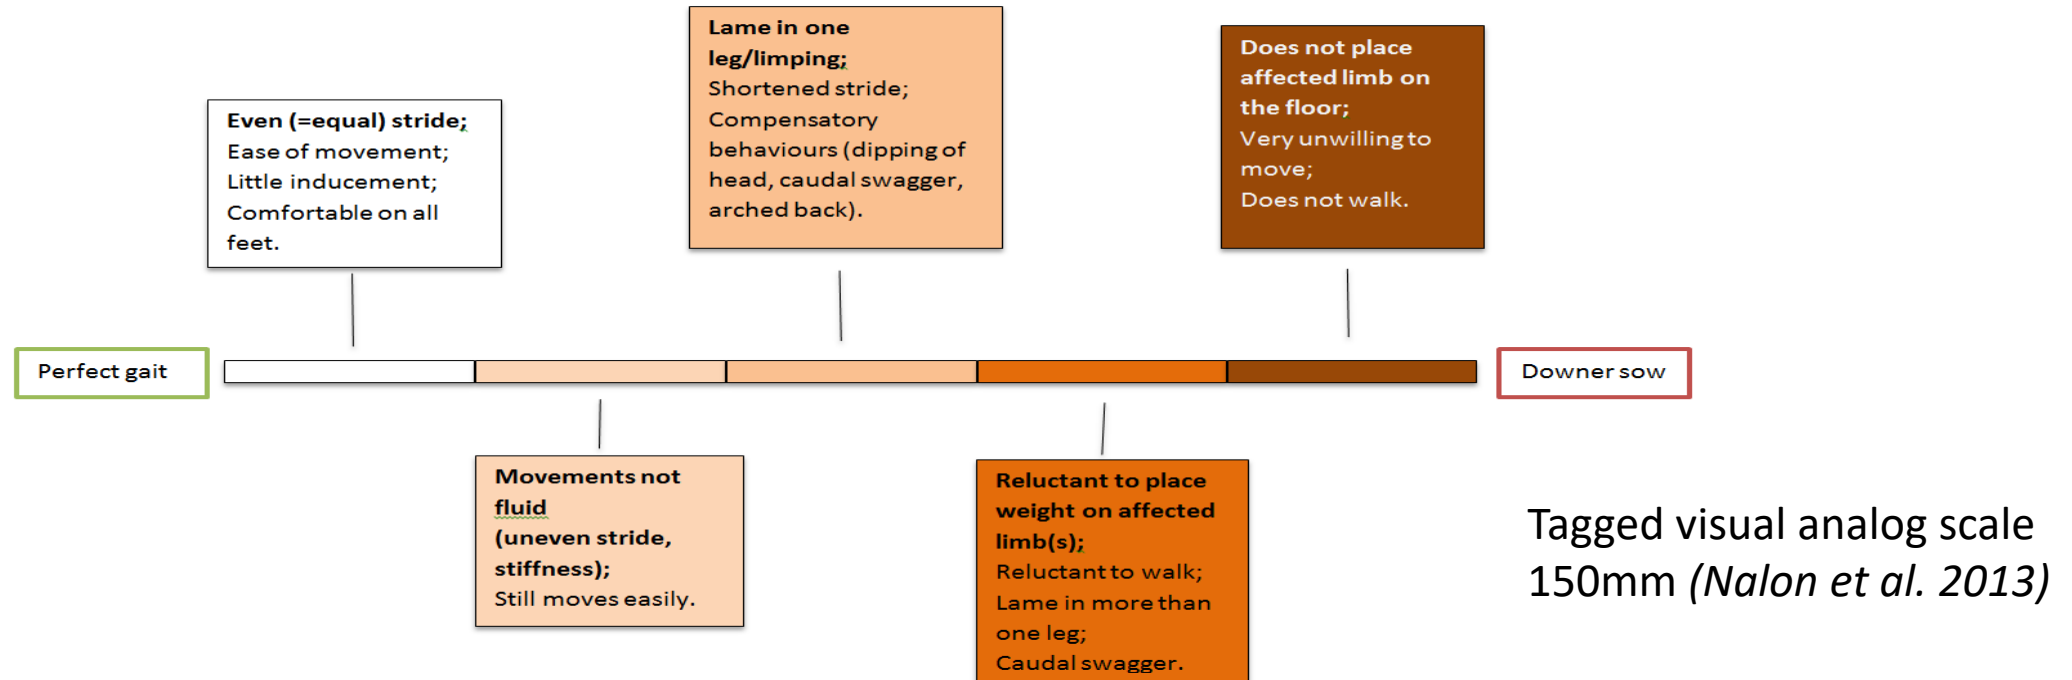 Even (=equal) stride;
Ease of movement;
Little inducement;
Comfortable on all
feet.
Lame in one
leg/limping;
Shortened stride;
Compensatory
behaviours (dipping of
head, caudal swagger,
arched back).
Does not place
affected limb on
the floor;
Very unwilling to
move;
Does not walk.
Perfect gait
Downer sow
Movements not
fluid
(uneven stride,
stiffness);
Still moves easily.
Reluctant to place
weight on affected
limb(s);
Reluctant to walk;
Lame in more than
one leg;
Caudal swagger.
Tagged visual analog scale
150mm (Nalon et al. 2013)